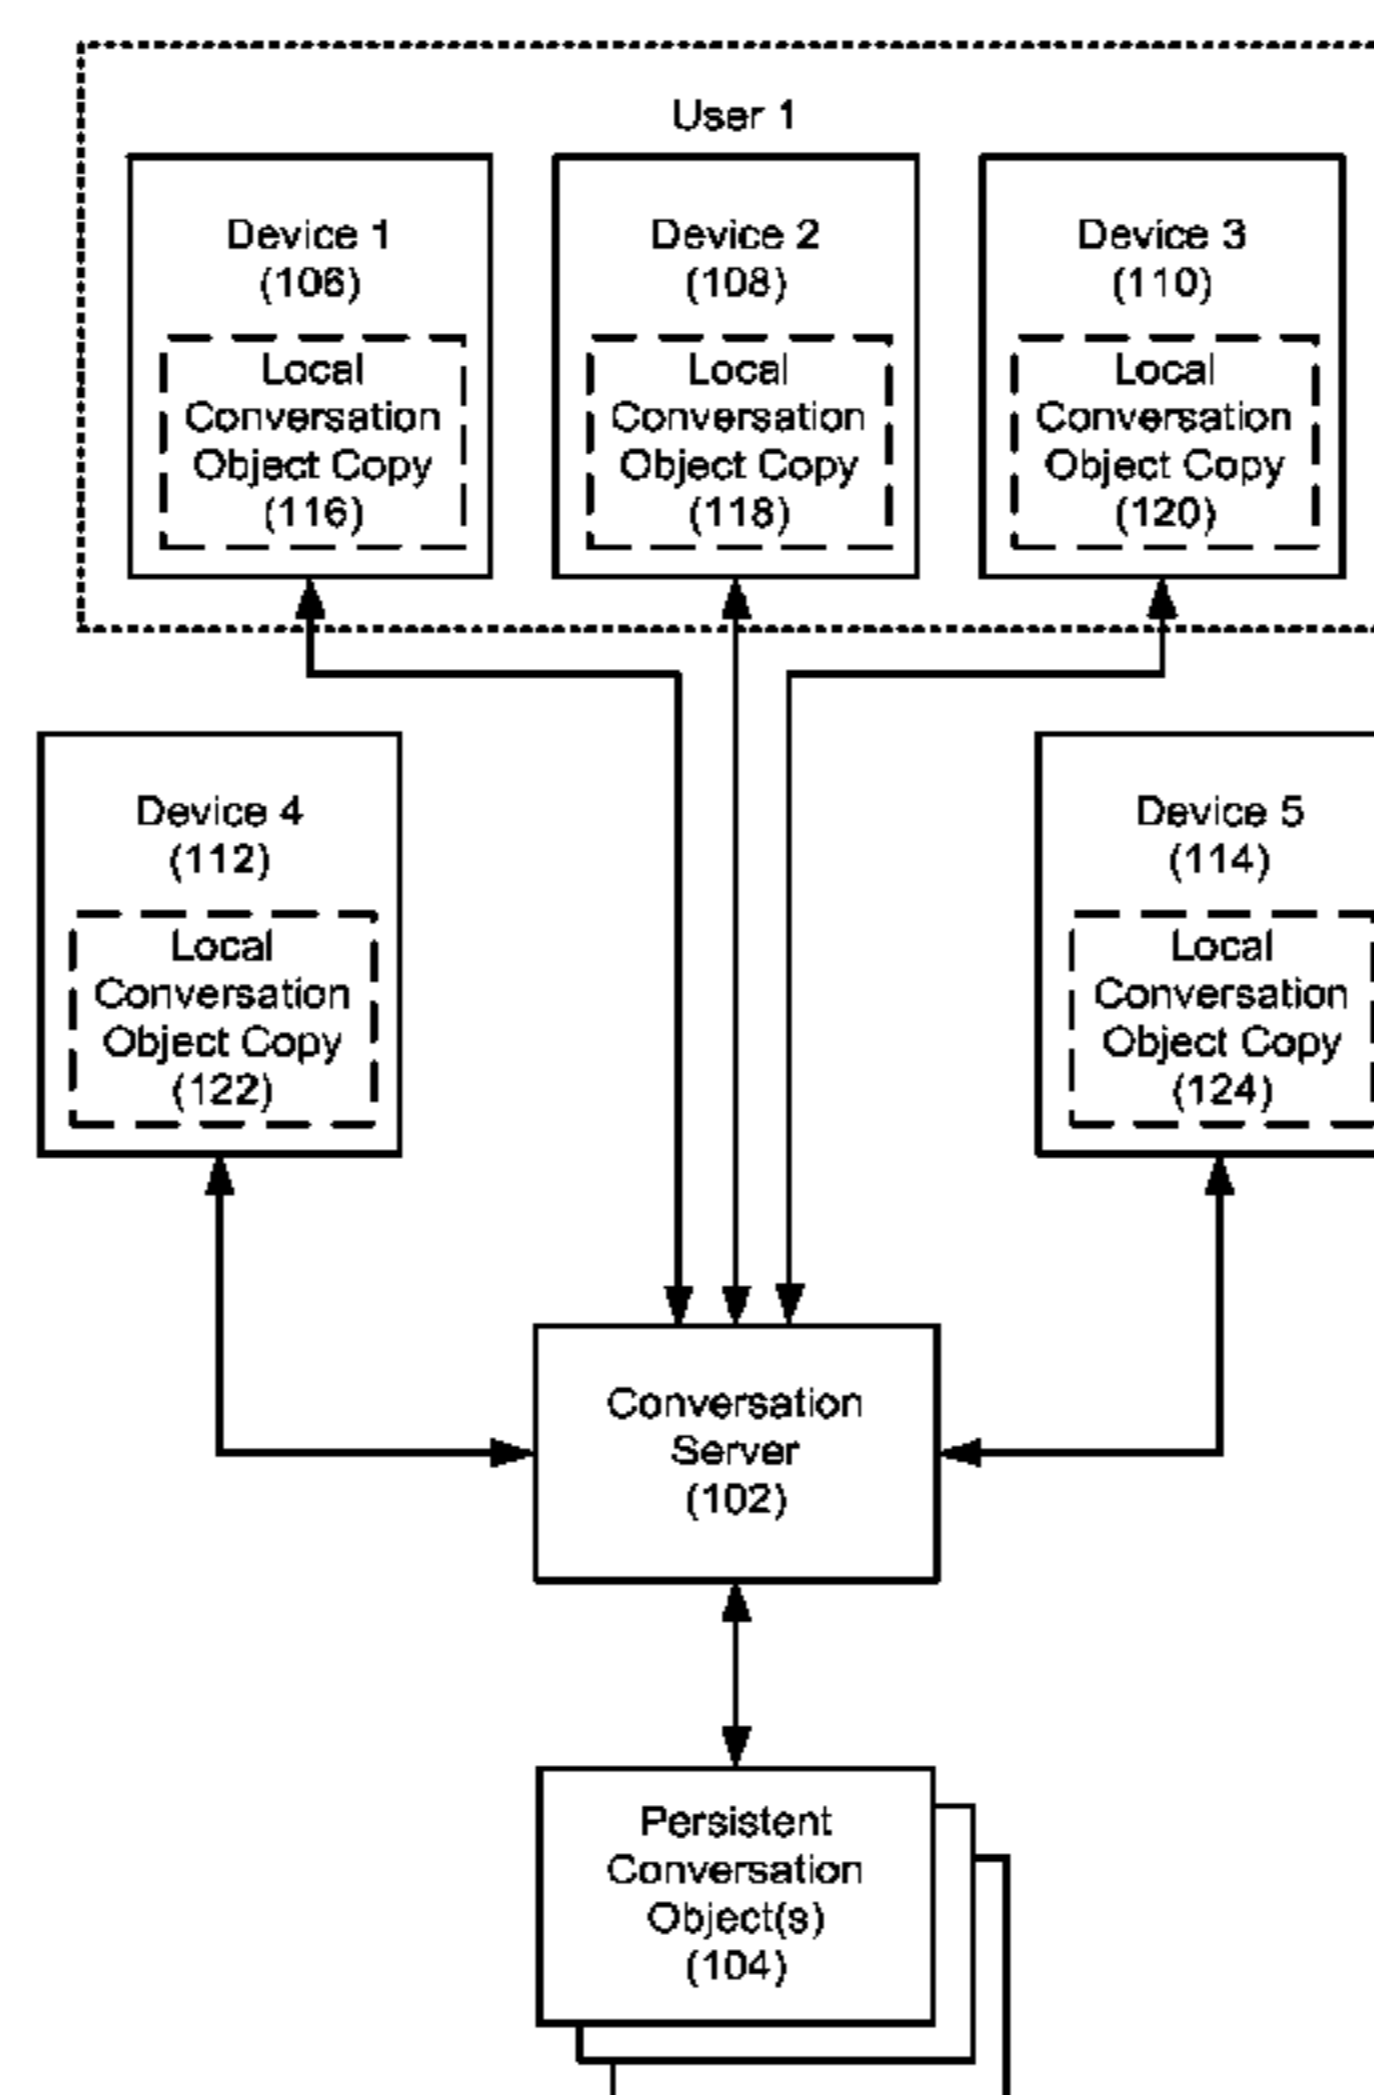 User 1
Device 1
(106)
Local
Conversation
Object Copy
(116)
Device 2
(108)
Local
Conversation
Object Copy
(118)
Device 3
(110)
Local
Conversation
Object Copy
(120)
Device 4
(112)
Local
Conversation
Object Copy
(122)
Device 5
(114)
Local
Conversation
Object Copy
(124)
Conversation
Server
(102)
Persistent
Conversation
Object(s)
(104)